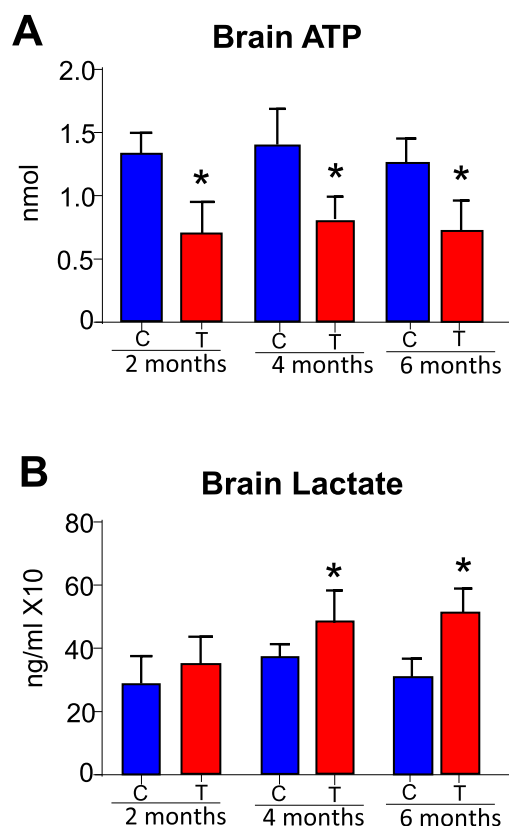 A
Brain ATP
2.0
1.5
1.0
0.5
0
nmol
* * *
C T C T C T
2 months 4 months 6 months
B
Brain Lactate
80
60
40
20
0
ng/ml X10
* *
C T C T C T
2 months 4 months 6 months